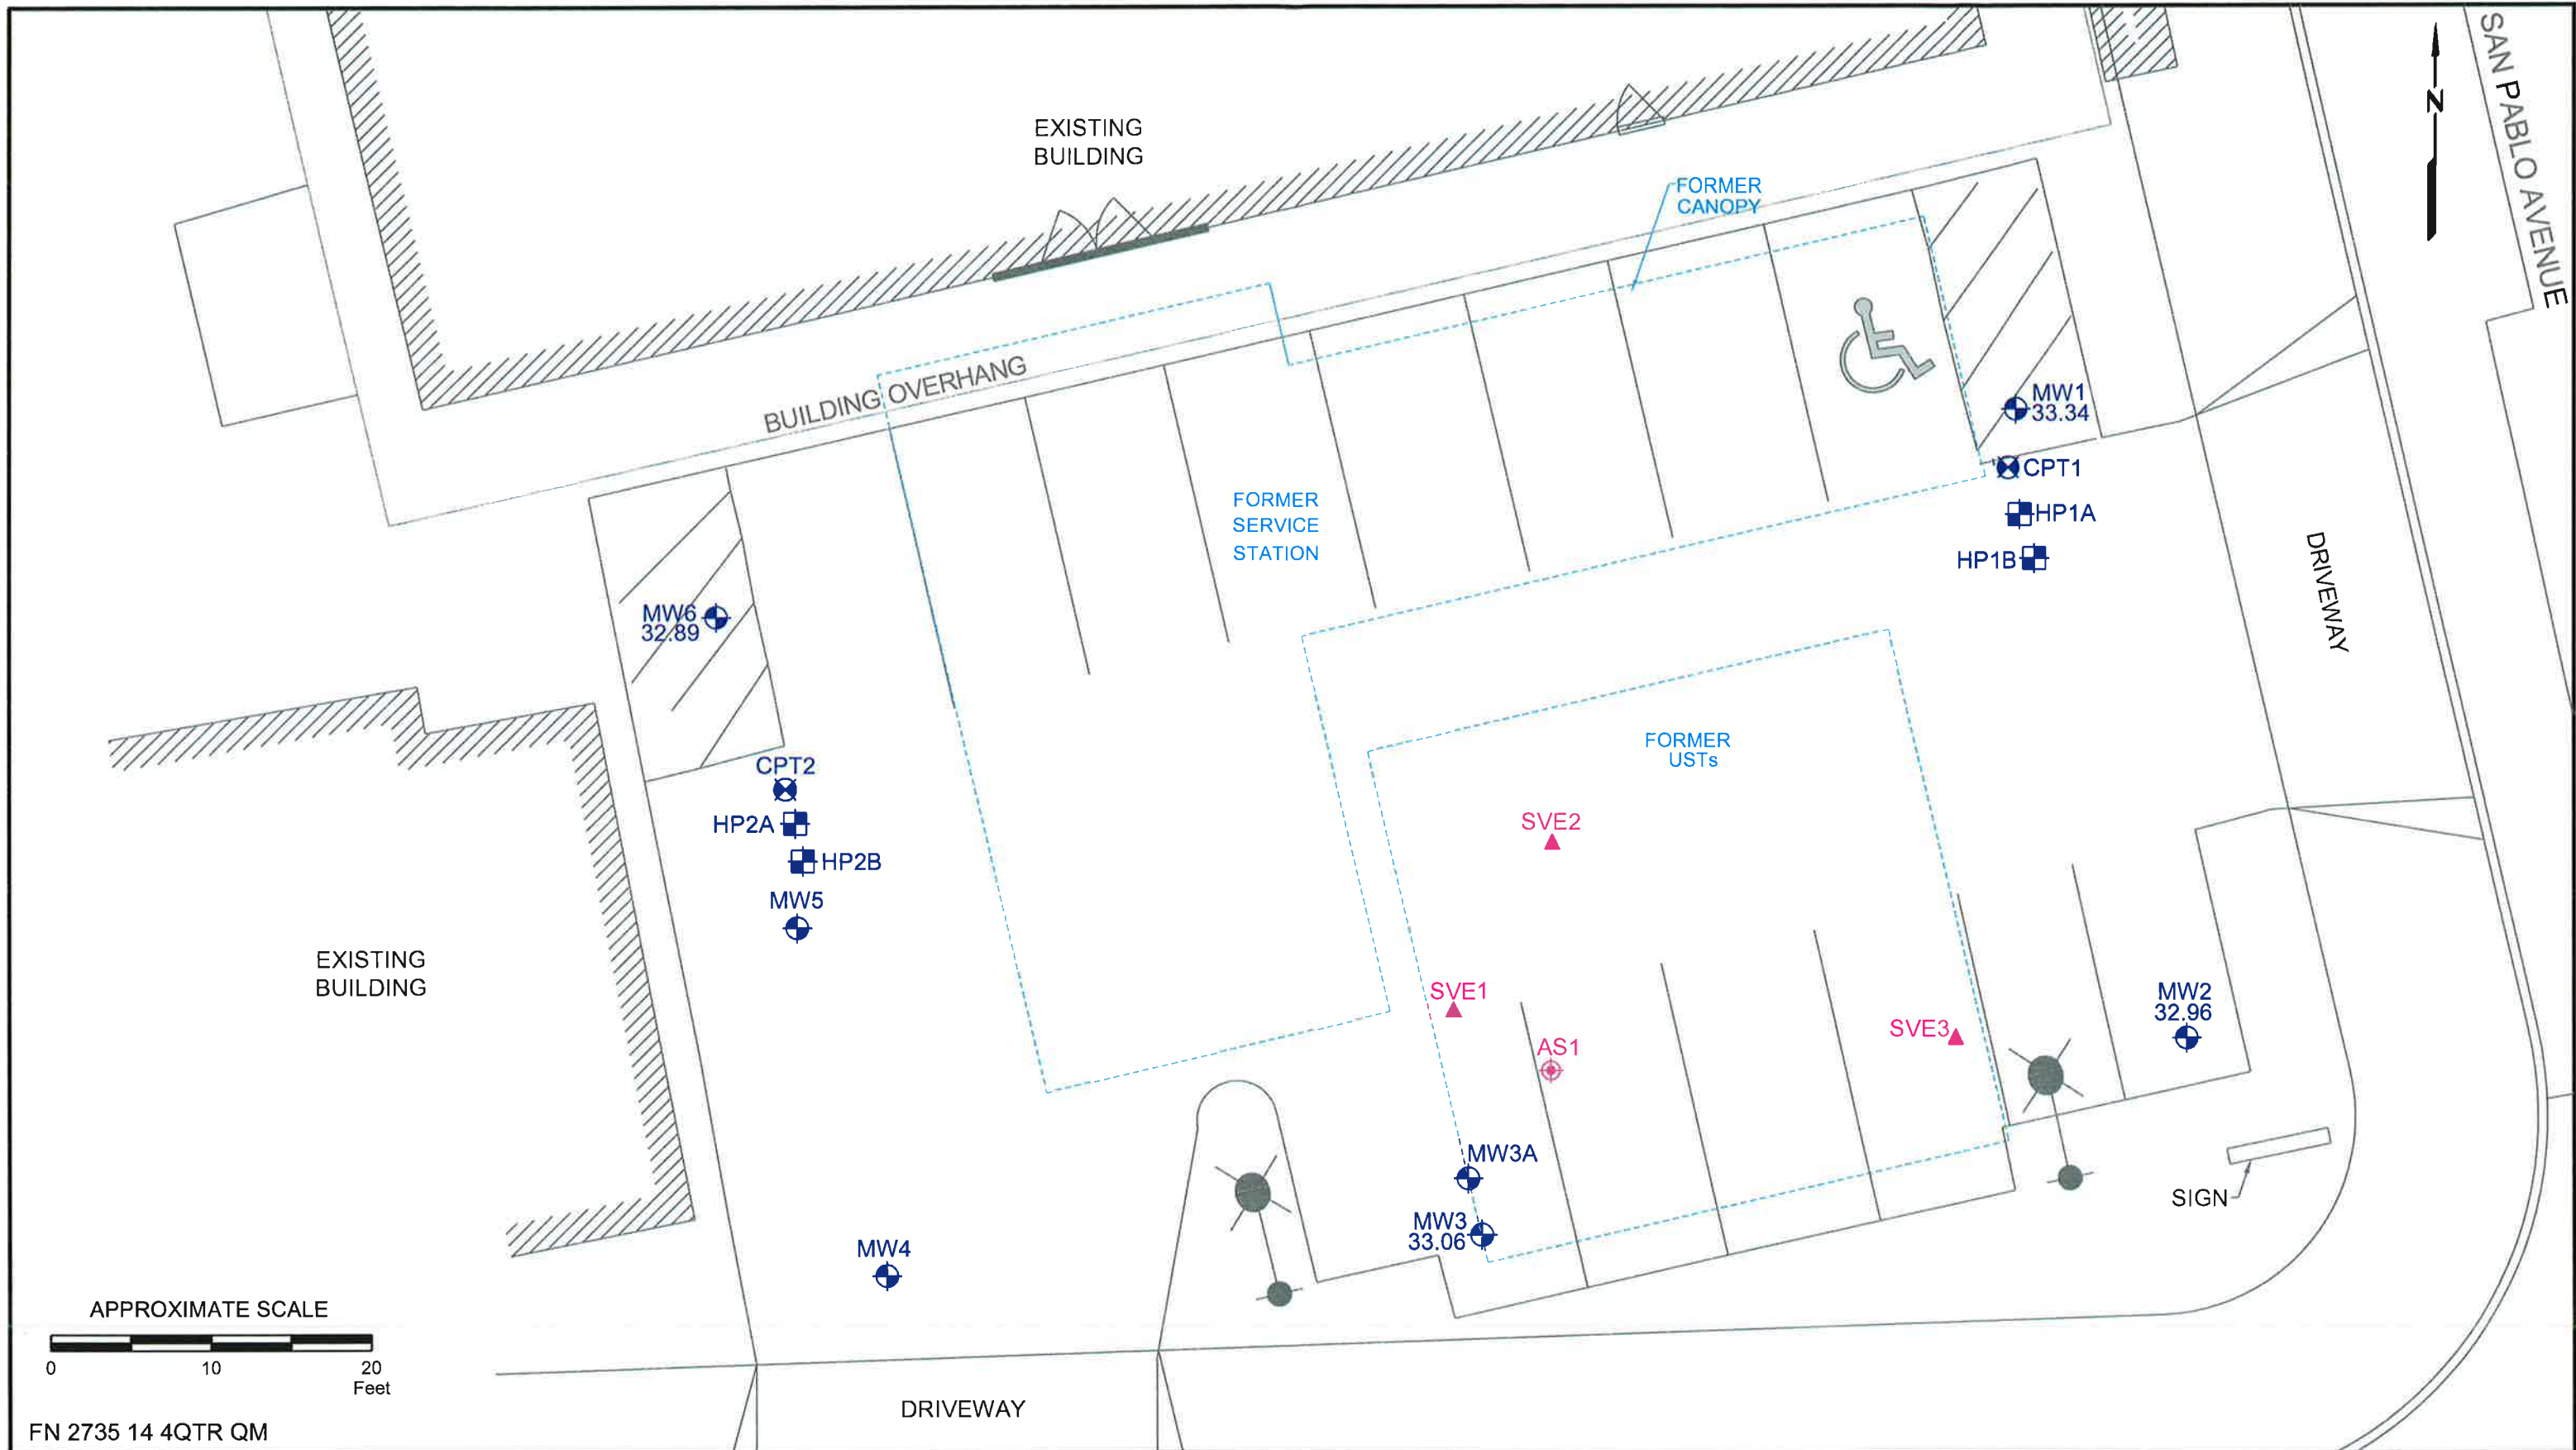 SAN PABLO AVENUE
N
EXISTING
BUILDING
FORMER
CANOPY
BUILDING OVERHANG
MW1
33.34
CPT1
HP1A
HP1B
FORMER
SERVICE
STATION
DRIVEWAY
MW6
32.89
FORMER
USTs
CPT2
HP2A
HP2B
MW5
SVE2
EXISTING
BUILDING
SVE1
SVE3
AS1
MW2
32.96
MW3A
MW3
33.06
SIGN
MW4
APPROXIMATE SCALE
0 10 20
Feet
DRIVEWAY
FN 2735 14 4QTR QM